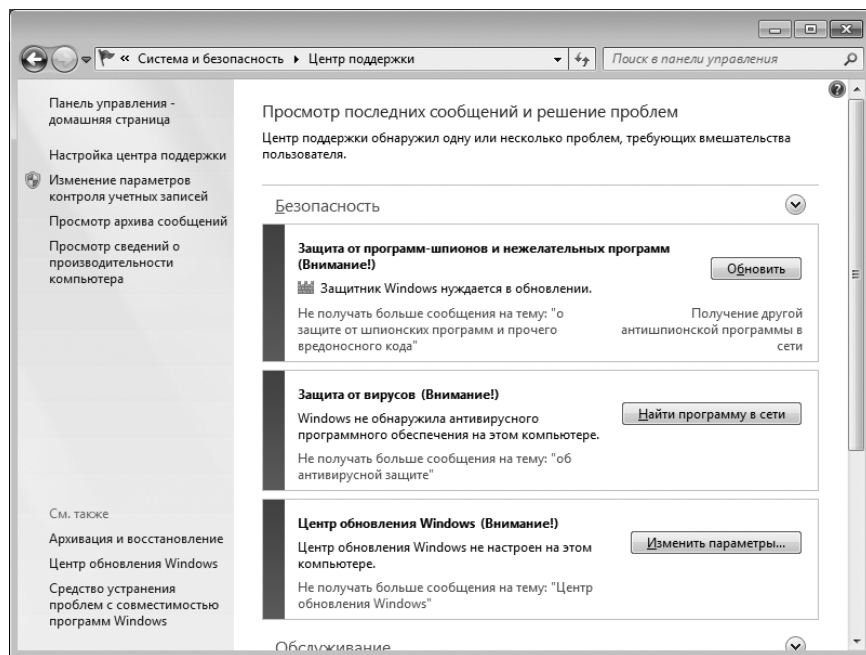 « Система и безопасность ▸ Центр поддержки
Поиск в панели управления
Панель управления -
домашняя страница
Настройка центра поддержки
Изменение параметров
контроля учетных записей
Просмотр архива сообщений
Просмотр сведений о
производительности
компьютера
См. также
Архивация и восстановление
Центр обновления Windows
Средство устранения
проблем с совместимостью
программ Windows
Просмотр последних сообщений и решение проблем
Центр поддержки обнаружил одну или несколько проблем, требующих вмешательства
пользователя.
Безопасность
Защита от программ-шпионов и нежелательных программ
(Внимание!)
Обновить
Защитник Windows нуждается в обновлении.
Не получать больше сообщения на тему: "о
защите от шпионских программ и прочего
вредоносного кода"
Получение другой
антишпионской программы в
сети
Защита от вирусов (Внимание!)
Найти программу в сети
Windows не обнаружила антивирусного
программного обеспечения на этом компьютере.
Не получать больше сообщения на тему: "об
антивирусной защите"
Центр обновления Windows (Внимание!)
Изменить параметры...
Центр обновления Windows не настроен на этом
компьютере.
Не получать больше сообщения на тему: "Центр
обновления Windows"
Обслуживание